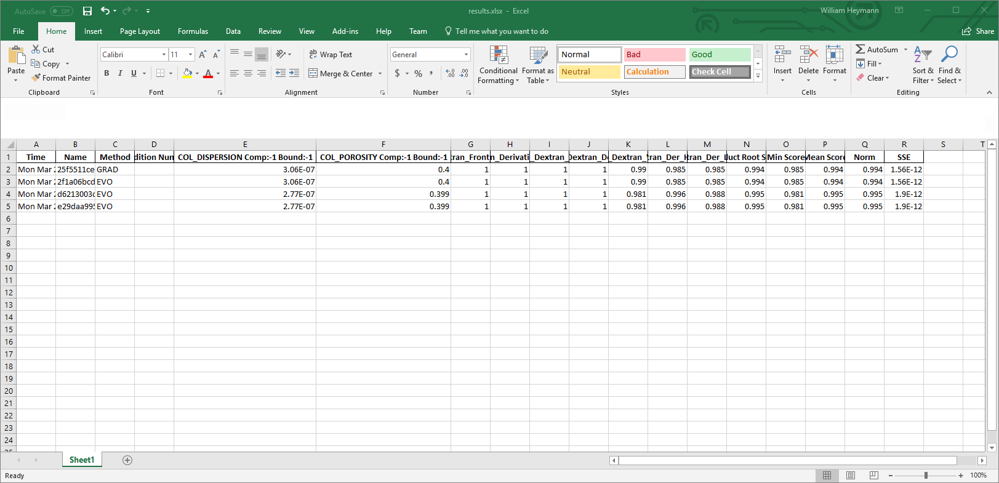 AutoSave Off results.xlsx - Excel William Heymann
File Home Insert Page Layout Formulas Data Review View Add-ins Help Team Tell me what you want to do Share
Paste Cut Copy Format Painter Clipboard
Calibri 11 B I U Font
ab Wrap Text Merge & Center Alignment
General $ % , .00 .0 Number
Conditional Formatting Format as Table
Normal Bad Good
Neutral Calculation Check Cell
Styles
Insert Delete Format Cells
AutoSum Fill Clear Sort & Filter Find & Select Editing
A B C D E F G H I J K L M N O P Q R S T
1 Time Name Method dition Num COL_DISPERSION Comp:-1 Bound:-1 COL_POROSITY Comp:-1 Bound:-1 tran_Front n_Derivati _Dextran_ Dextran_De _Dextran_ tran_Der_ tran_Der_ uct Root S Min Score Mean Score Norm SSE
2 Mon Mar 25f5511ce GRAD 3.06E-07 0.4 1 1 1 1 0.99 0.985 0.985 0.994 0.985 0.994 0.994 1.56E-12
3 Mon Mar 2f1a06bcd EVO 3.06E-07 0.4 1 1 1 1 0.99 0.985 0.985 0.994 0.985 0.994 0.994 1.56E-12
4 Mon Mar d6213003c EVO 2.77E-07 0.399 1 1 1 1 0.981 0.996 0.988 0.995 0.981 0.995 0.995 1.9E-12
5 Mon Mar e29daa995 EVO 2.77E-07 0.399 1 1 1 1 0.981 0.996 0.988 0.995 0.981 0.995 0.995 1.9E-12
6
7
8
9
10
11
12
13
14
15
16
17
18
19
20
21
22
23
24
Sheet1
Ready 100%